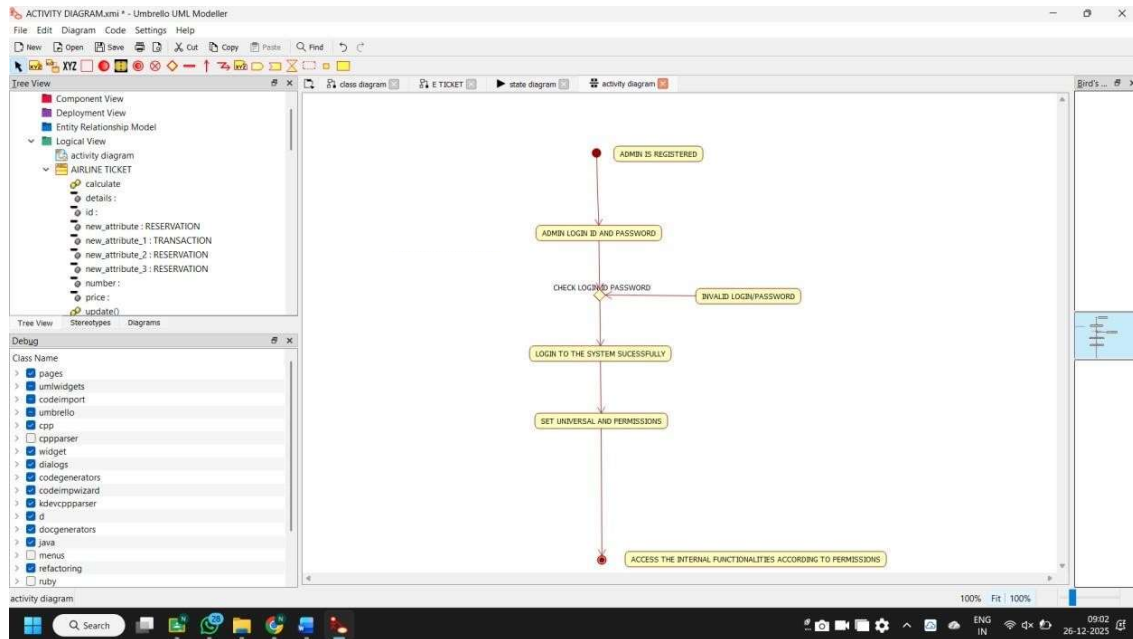 ACTIVITY DIAGRAM.xmi * - Umbrello UML Modeller
File Edit Diagram Code Settings Help
New Open Save Cut Copy Paste Find
XYZ
Tree View
class diagram E TICKET state diagram activity diagram
Bird's ...
Component View
Deployment View
Entity Relationship Model
Logical View
activity diagram
AIRLINE TICKET
calculate
details :
id :
new_attribute : RESERVATION
new_attribute_1 : TRANSACTION
new_attribute_2 : RESERVATION
new_attribute_3 : RESERVATION
number :
price :
update()
Tree View Stereotypes Diagrams
Debug
Class Name
pages
umlwidgets
codeimport
umbrello
cpp
cppparser
widget
dialogs
codegenerators
codeimpwizard
kdevcppparser
d
docgenerators
java
menus
refactoring
ruby
ADMIN IS REGISTERED
ADMIN LOGIN ID AND PASSWORD
CHECK LOGIN/ID PASSWORD
INVALID LOGIN/PASSWORD
LOGIN TO THE SYSTEM SUCESSFULLY
SET UNIVERSAL AND PERMISSIONS
ACCESS THE INTERNAL FUNCTIONALITIES ACCORDING TO PERMISSIONS
activity diagram
100% Fit 100%
Search
28
ENG
IN
09:02
26-12-2025